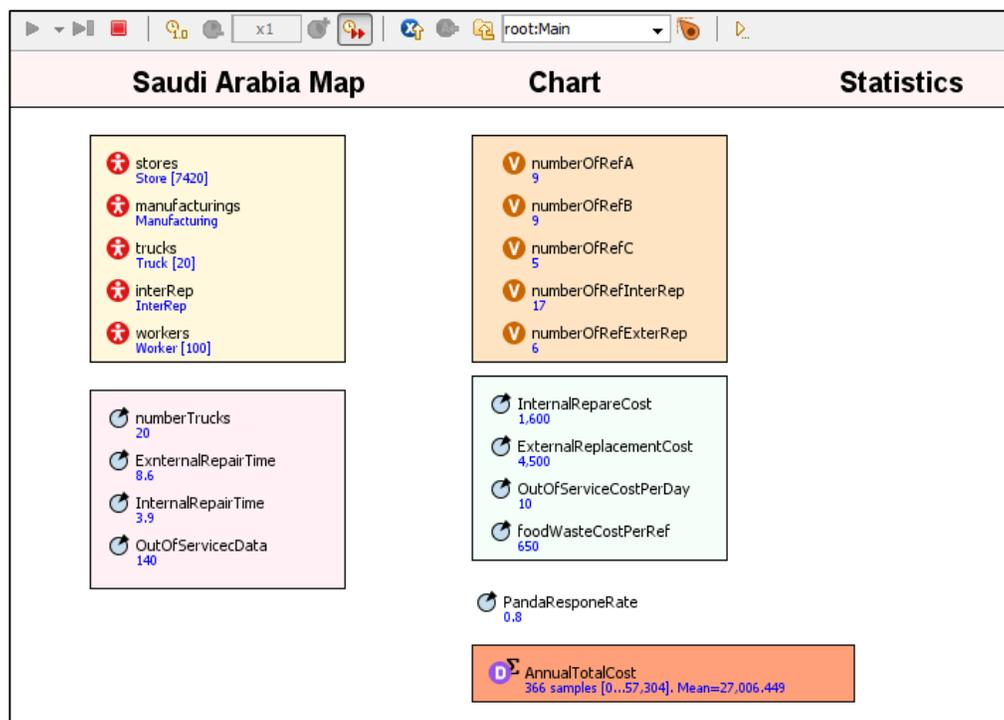 1.0
x1
root:Main
Saudi Arabia Map
Chart
Statistics
stores
Store [7420]
manufacturings
Manufacturing
trucks
Truck [20]
interRep
InterRep
workers
Worker [100]
numberTrucks
20
ExnternalRepairTime
8.6
InternalRepairTime
3.9
OutOfServicecData
140
V numberOfRefA
9
V numberOfRefB
9
V numberOfRefC
5
V numberOfRefInterRep
17
V numberOfRefExterRep
6
InternalRepareCost
1,600
ExternalReplacementCost
4,500
OutOfServiceCostPerDay
10
foodWasteCostPerRef
650
PandaResponeRate
0.8
D Σ AnnualTotalCost
366 samples [0...57,304]. Mean=27,006.449